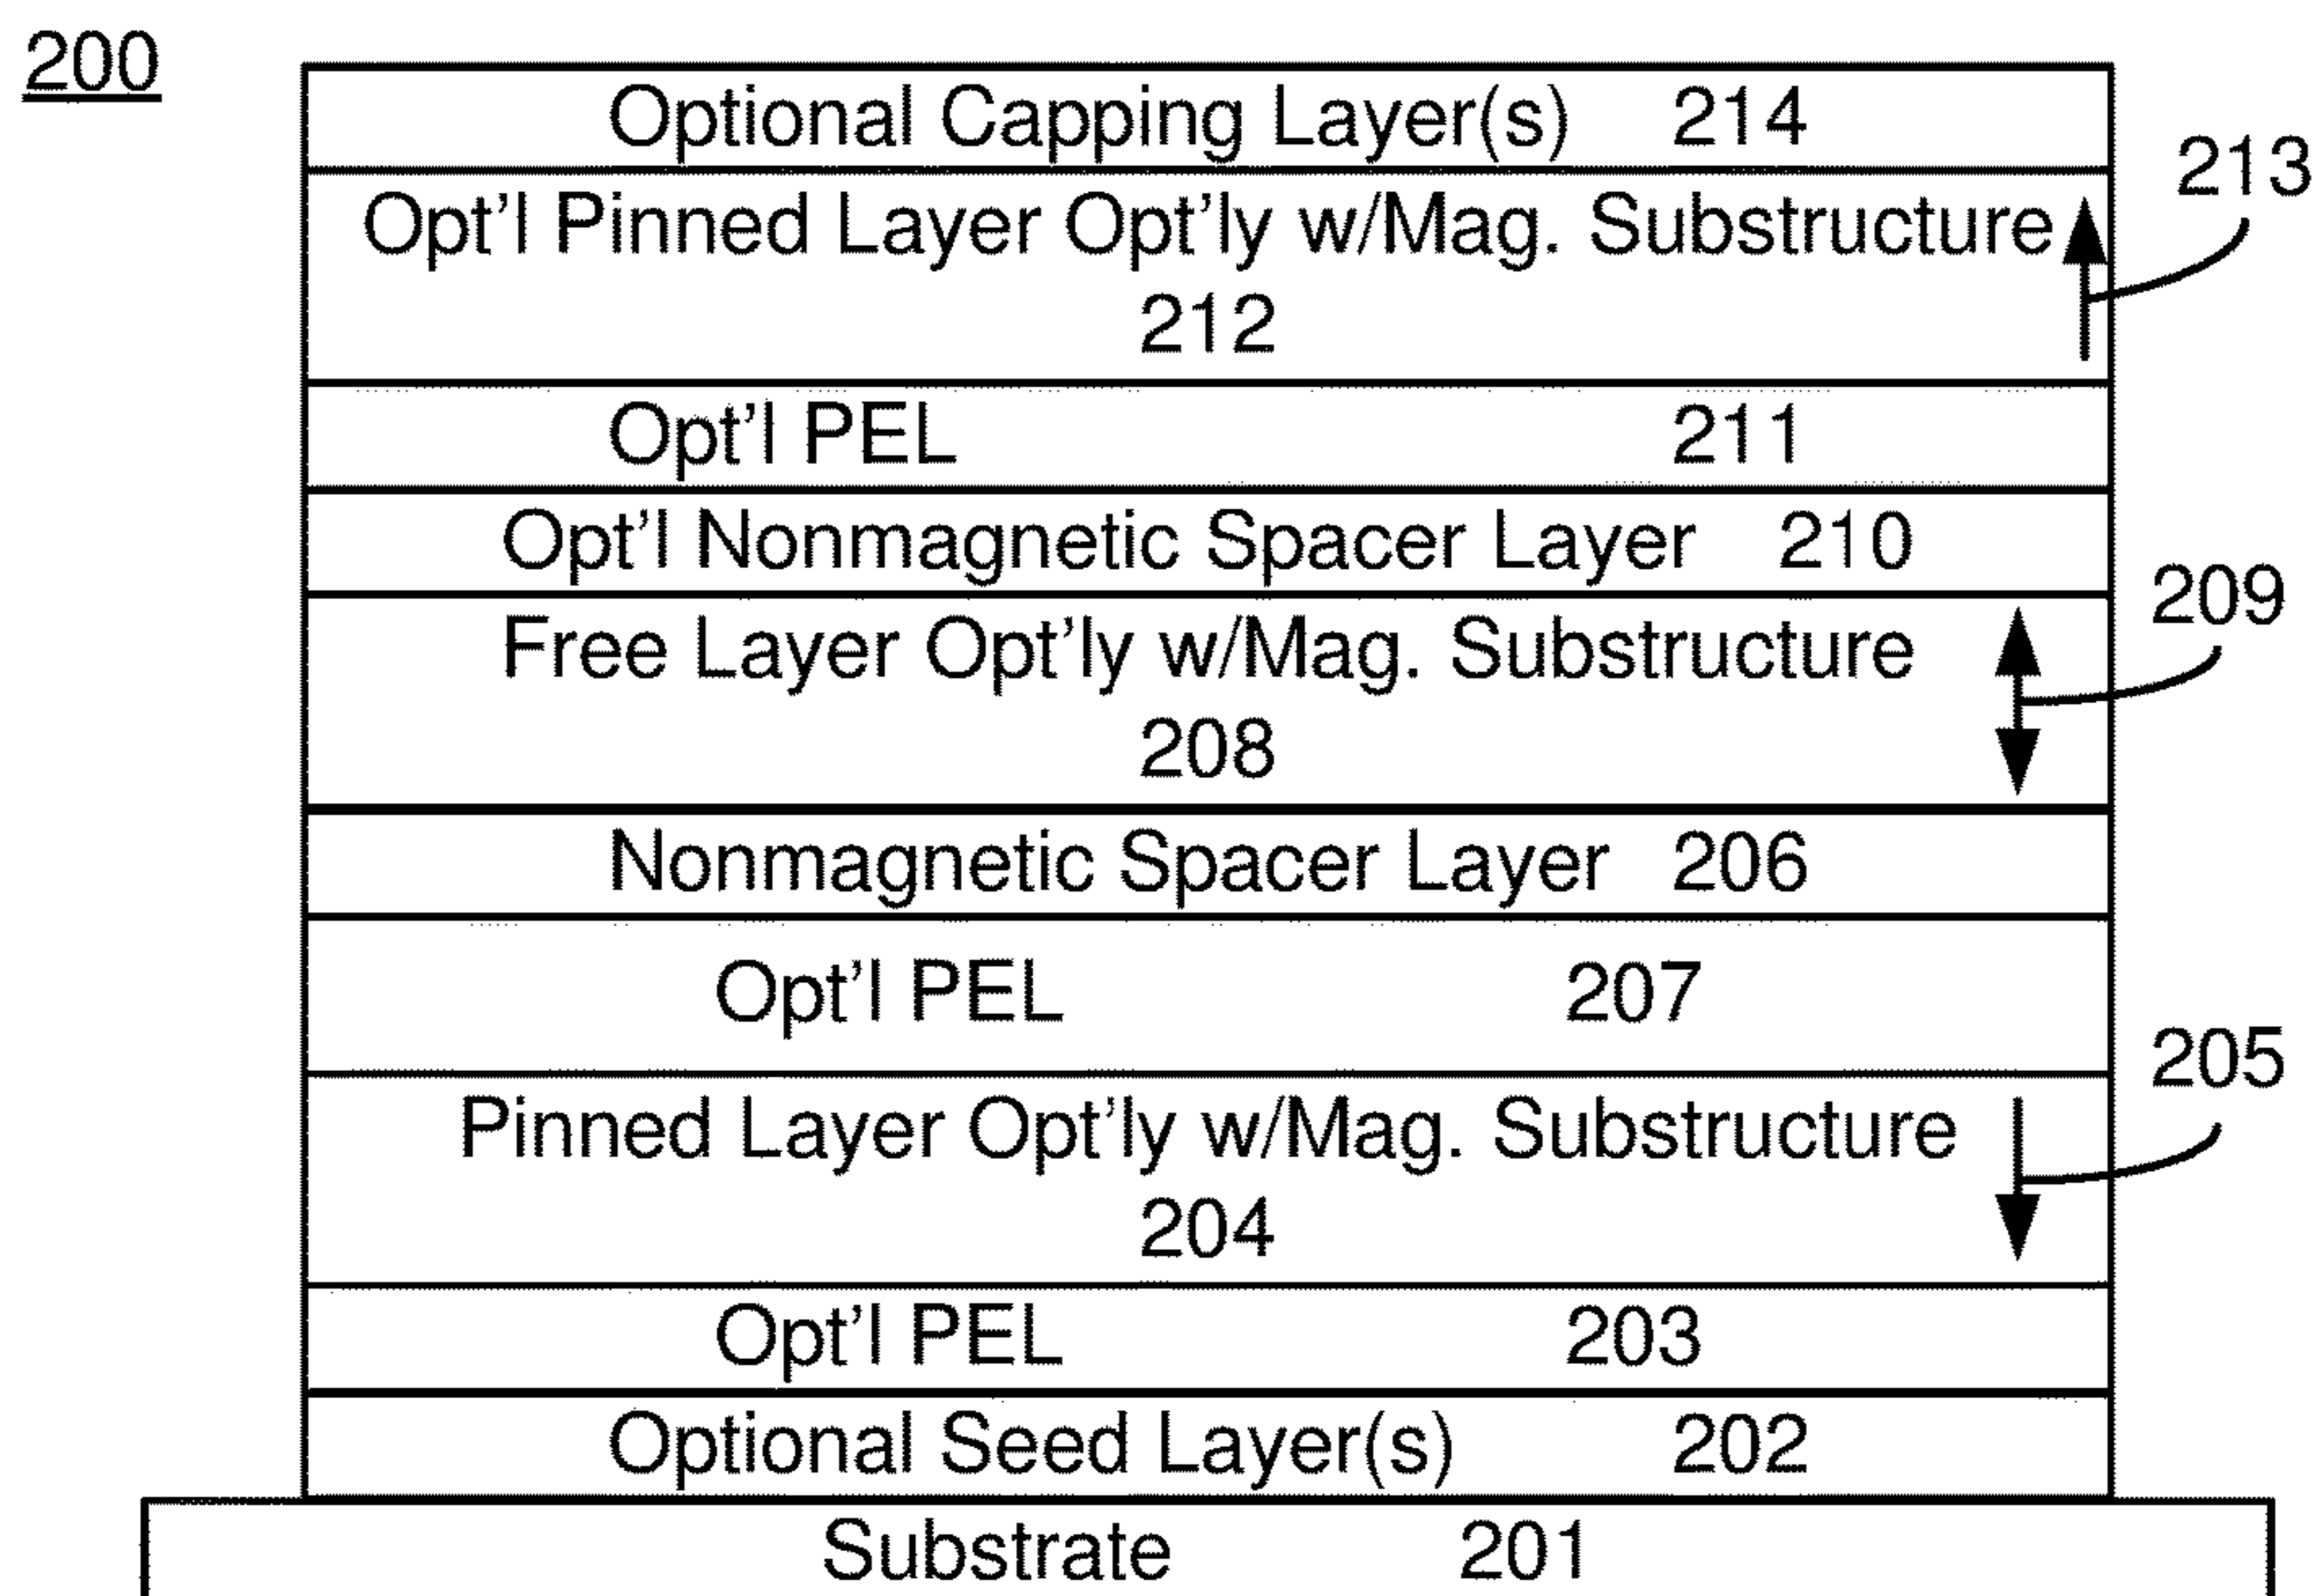 200
Optional Capping Layer(s) 214
213
Opt'l Pinned Layer Opt'ly w/Mag. Substructure
212
Opt'l PEL 211
Opt'l Nonmagnetic Spacer Layer 210
209
Free Layer Opt'ly w/Mag. Substructure
208
Nonmagnetic Spacer Layer 206
Opt'l PEL 207
205
Pinned Layer Opt'ly w/Mag. Substructure
204
Opt'l PEL 203
Optional Seed Layer(s) 202
Substrate 201